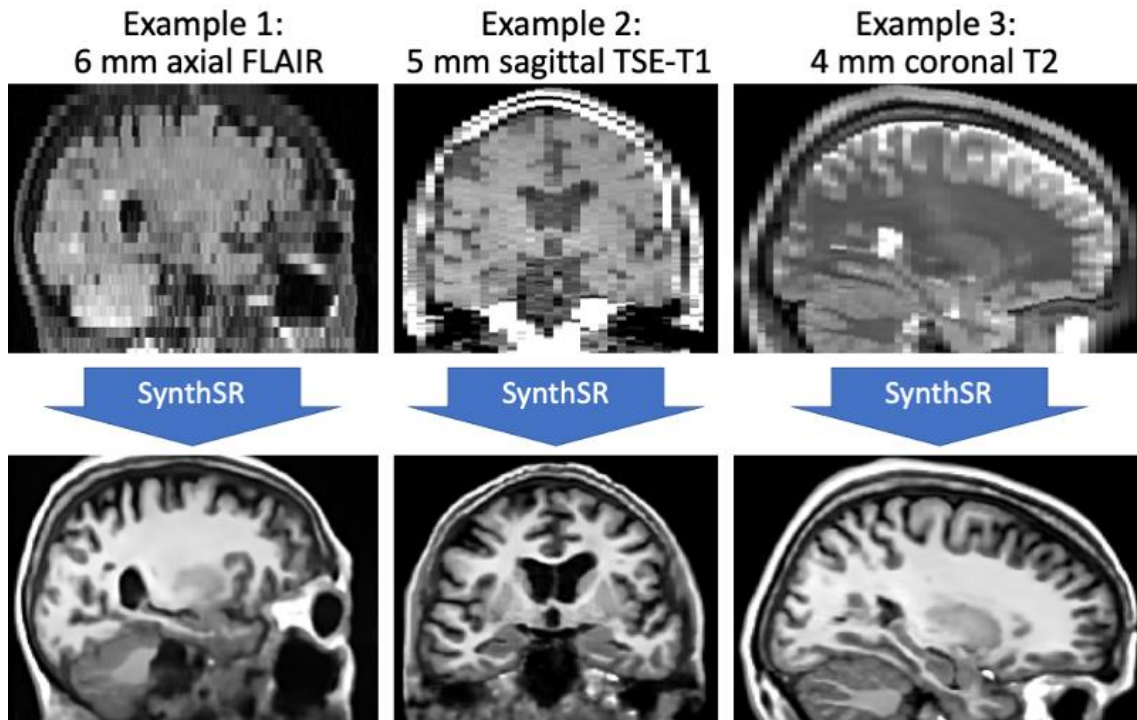 Example 1:
6 mm axial FLAIR
Example 2:
5 mm sagittal TSE-T1
Example 3:
4 mm coronal T2
SynthSR
SynthSR
SynthSR